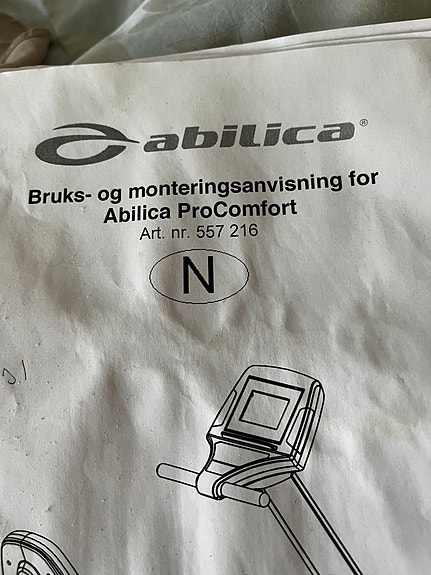 abilica®
Bruks- og monteringsanvisning for
Abilica ProComfort
Art. nr. 557 216
N